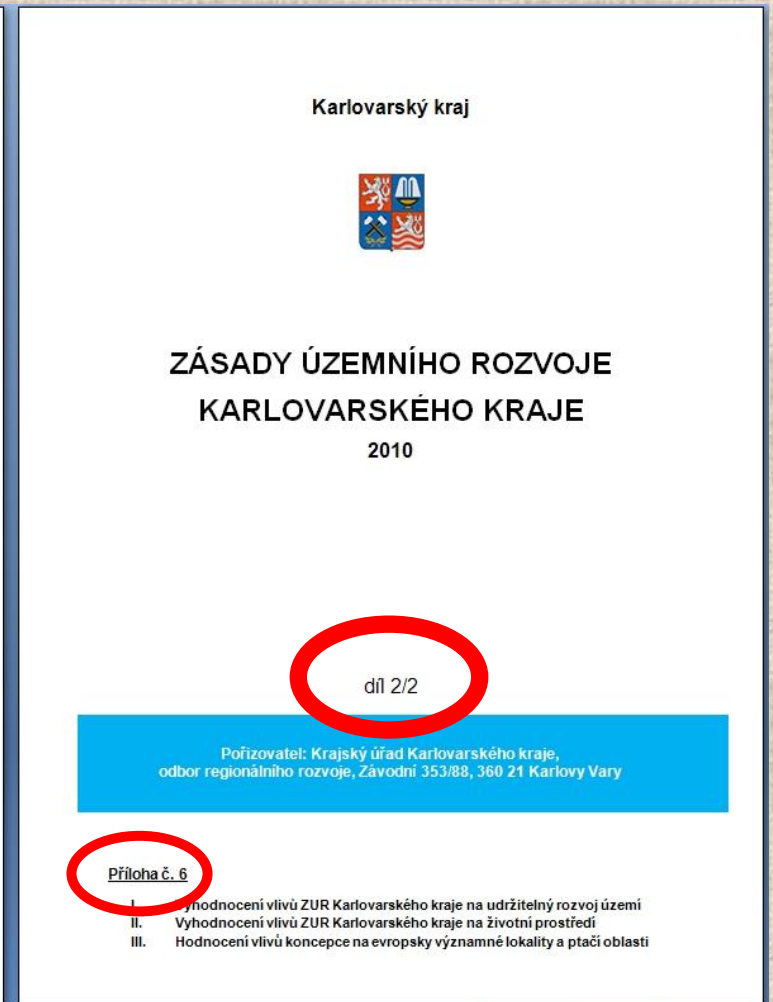 Karlovarský kraj
ZÁSADY ÚZEMNÍHO ROZVOJE
KARLOVARSKÉHO KRAJE
2010
díl 2/2
Pořizovatel: Krajský úřad Karlovarského kraje,
odbor regionálního rozvoje, Závodní 353/88, 360 21 Karlovy Vary
Příloha č. 6
I. Vyhodnocení vlivů ZUR Karlovarského kraje na udržitelný rozvoj území
II. Vyhodnocení vlivů ZUR Karlovarského kraje na životní prostředí
III. Hodnocení vlivů koncepce na evropsky významné lokality a ptačí oblasti